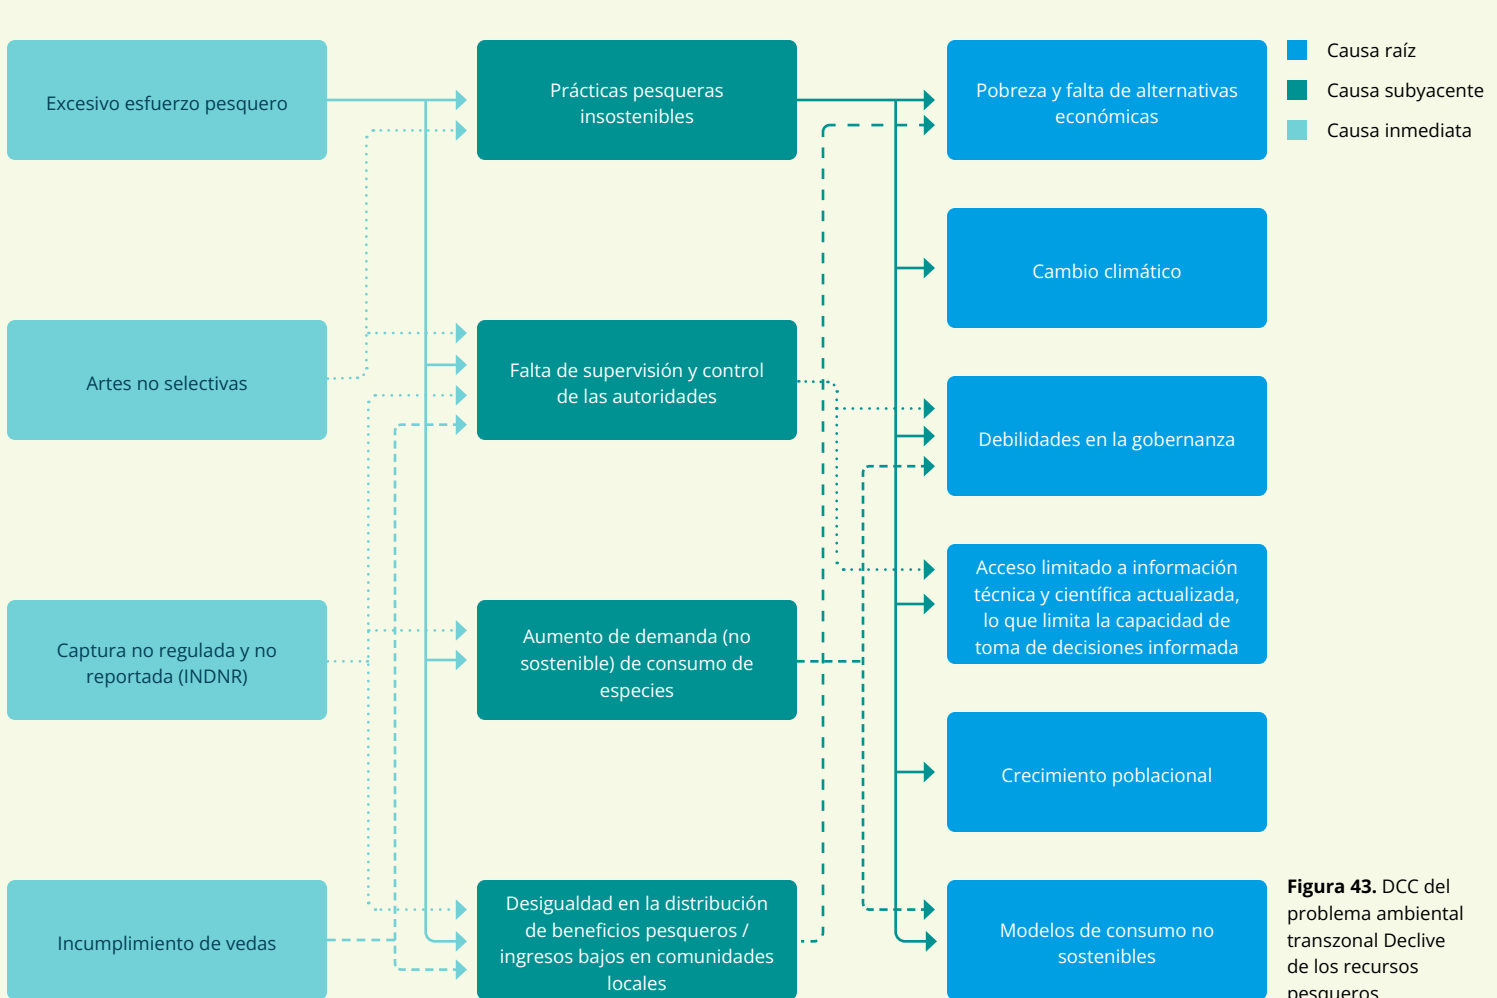 Excesivo esfuerzo pesquero
Artes no selectivas
Captura no regulada y no
reportada (INDNR)
Incumplimiento de vedas
Prácticas pesqueras
insostenibles
Falta de supervisión y control
de las autoridades
Aumento de demanda (no
sostenible) de consumo de
especies
Desigualdad en la distribución
de beneficios pesqueros /
ingresos bajos en comunidades
locales
Pobreza y falta de alternativas
económicas
Cambio climático
Debilidades en la gobernanza
Acceso limitado a información
técnica y científica actualizada,
lo que limita la capacidad de
toma de decisiones informada
Crecimiento poblacional
Modelos de consumo no
sostenibles
Causa raíz
Causa subyacente
Causa inmediata
Figura 43. DCC del
problema ambiental
transzonal Declive
de los recursos
pesqueros